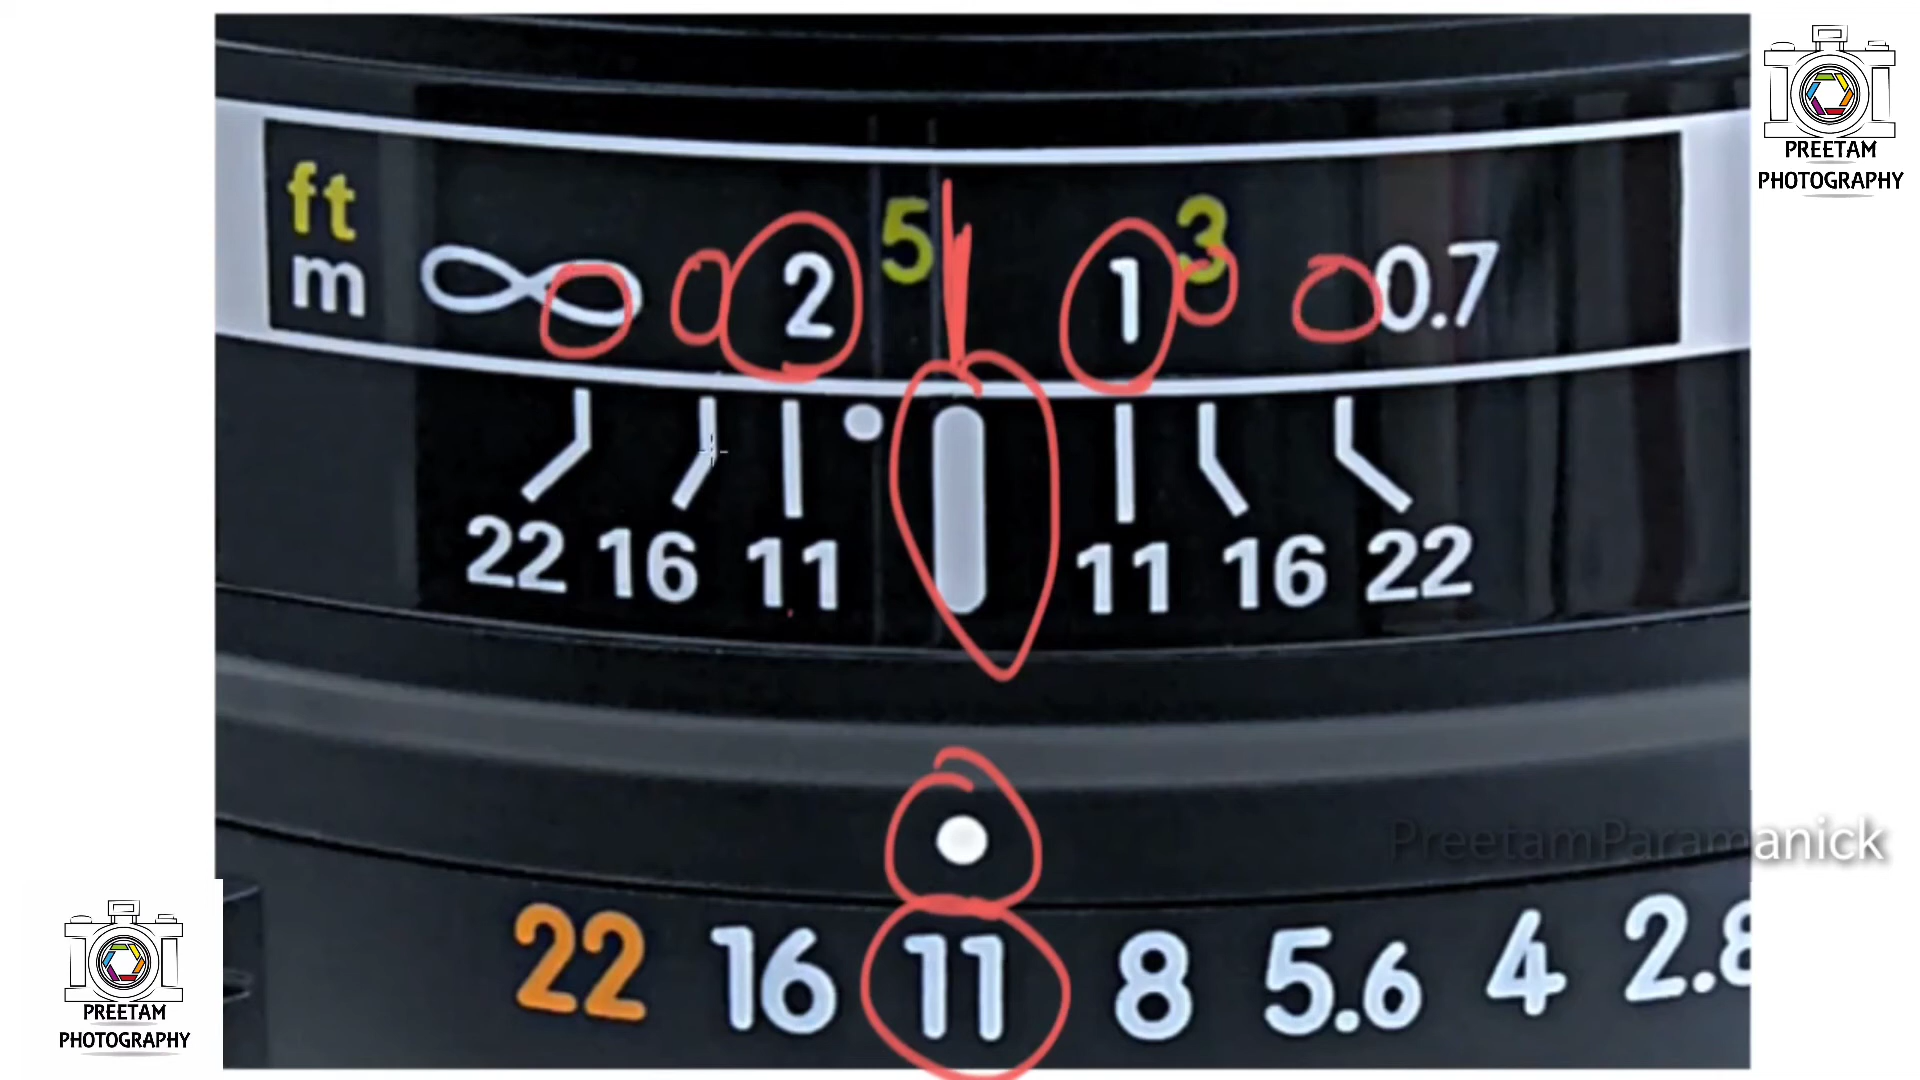 PREETAM
PHOTOGRAPHY
ft 5 3
m ∞ 2 1 0.7
22 16 11 11 16 22
PreetamParamanick
22 16 11 8 5.6 4 2.8
PREETAM
PHOTOGRAPHY